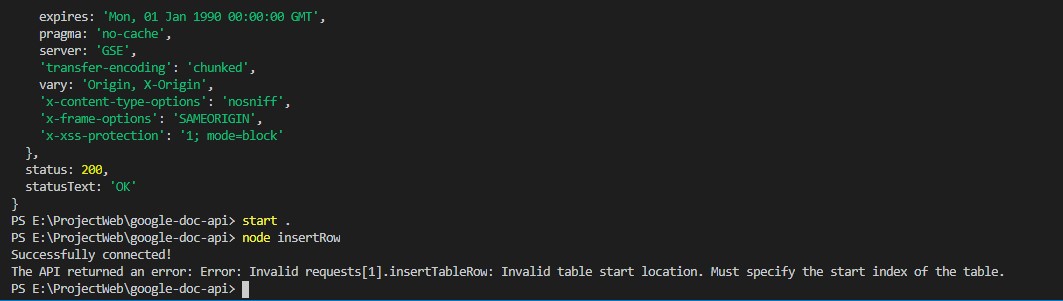 expires: 'Mon, 01 Jan 1990 00:00:00 GMT',
pragma: 'no-cache',
server: 'GSE',
'transfer-encoding': 'chunked',
vary: 'Origin, X-Origin',
'x-content-type-options': 'nosniff',
'x-frame-options': 'SAMEORIGIN',
'x-xss-protection': '1; mode=block'
},
status: 200,
statusText: 'OK'
}
PS E:\ProjectWeb\google-doc-api> start .
PS E:\ProjectWeb\google-doc-api> node insertRow
Successfully connected!
The API returned an error: Error: Invalid requests[1].insertTableRow: Invalid table start location. Must specify the start index of the table.
PS E:\ProjectWeb\google-doc-api>